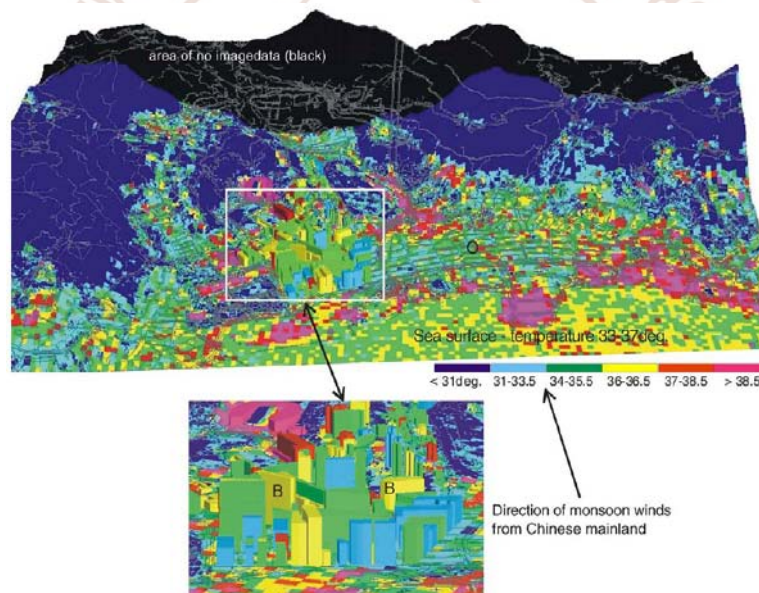 area of no imagedata (black)
O
Sea surface - temperature 33-37deg.
< 31deg. 31-33.5 34-35.5 36-36.5 37-38.5 > 38.5
B B
Direction of monsoon winds
from Chinese mainland